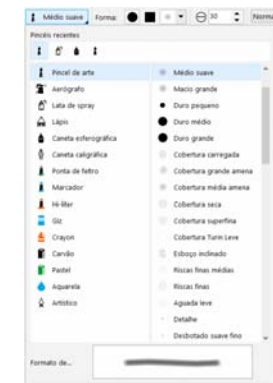 Médio suave Forma: 30 Norma
Pincéis recentes
Pincel de arte
Aerógrafo
Lata de spray
Lápis
Caneta esferográfica
Caneta caligráfica
Ponta de feltro
Marcador
Hi-liter
Giz
Crayon
Carvão
Pastel
Aquarela
Artístico
Médio suave
Macio grande
Duro pequeno
Duro médio
Duro grande
Cobertura carregada
Cobertura grande amena
Cobertura média amena
Cobertura seca
Cobertura superfina
Cobertura Turin Leve
Esboço inclinado
Riscas finas médias
Riscas finas
Aguada leve
Detalhe
Desbotado suave fino
Formato de...